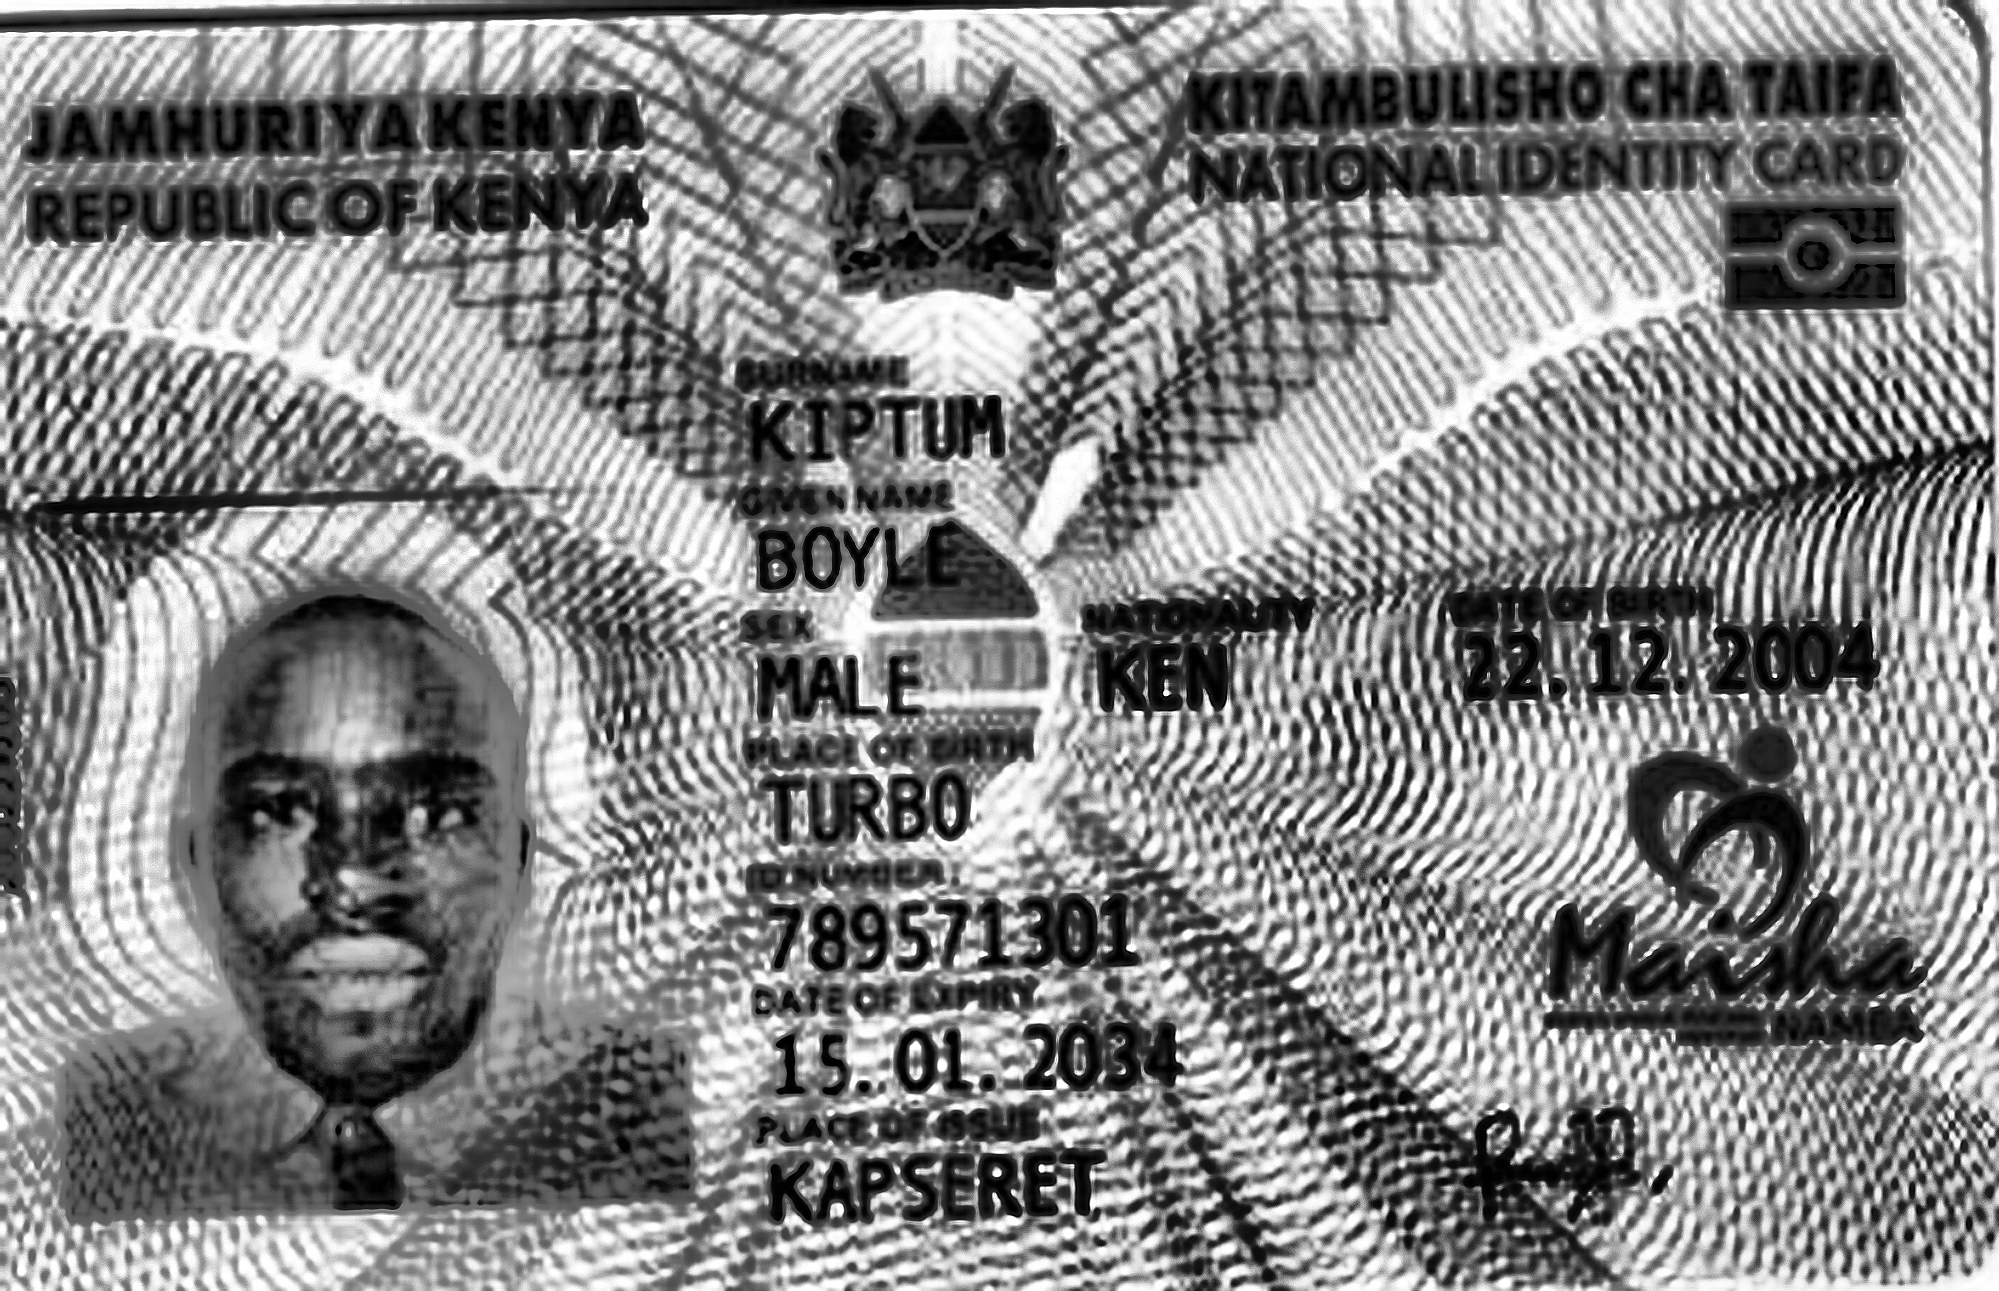 JAMHURI YA KENYA
REPUBLIC OF KENYA
KITAMBULISHO CHA TAIFA
NATIONAL IDENTITY CARD
SURNAME
KIPTUM
GIVEN NAME
BOYLE
SEX
MALE
NATIONALITY
KEN
DATE OF BIRTH
22.12.2004
PLACE OF BIRTH
TURBO
ID NUMBER
789571301
DATE OF EXPIRY
15.01.2034
PLACE OF ISSUE
KAPSERET
Maisha
NAMBA